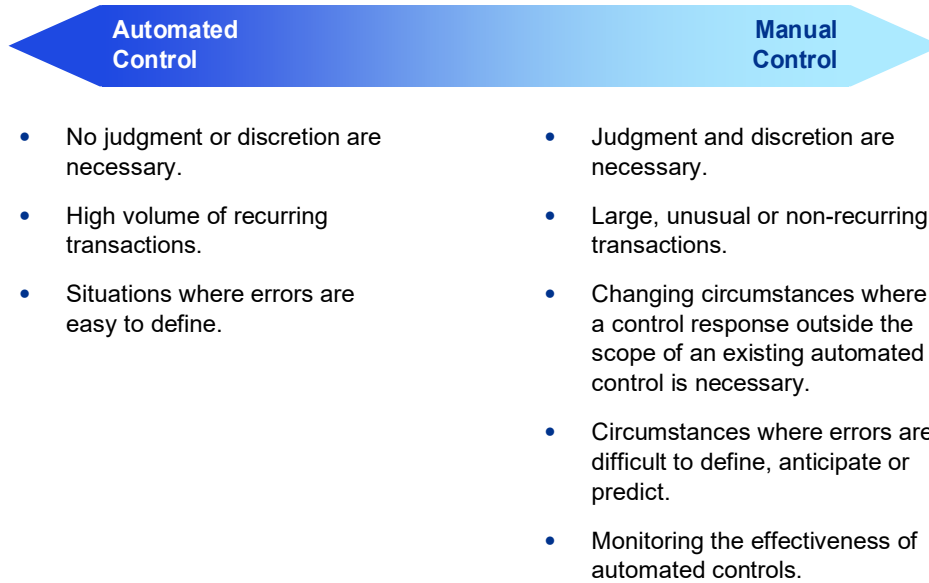 Automated
Control
Manual
Control
• No judgment or discretion are
necessary.
• High volume of recurring
transactions.
• Situations where errors are
easy to define.
• Judgment and discretion are
necessary.
• Large, unusual or non-recurring
transactions.
• Changing circumstances where
a control response outside the
scope of an existing automated
control is necessary.
• Circumstances where errors are
difficult to define, anticipate or
predict.
• Monitoring the effectiveness of
automated controls.